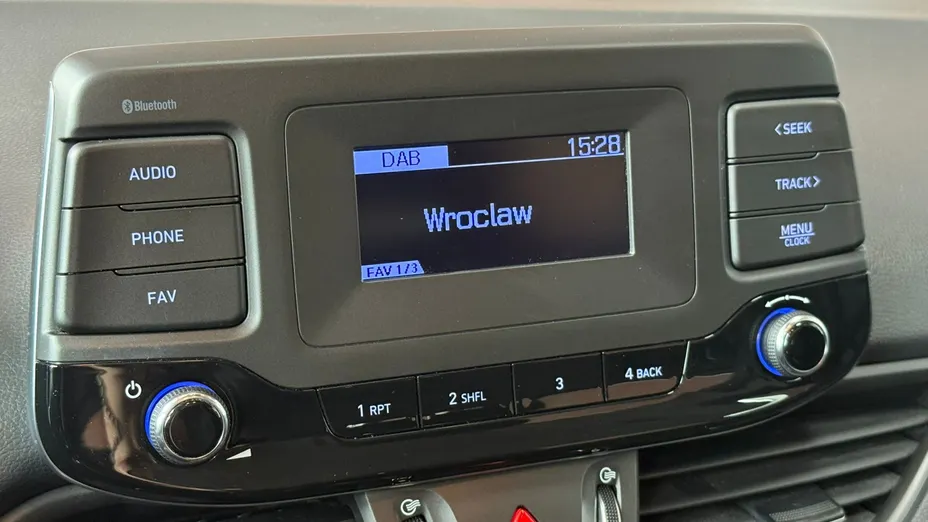 Bluetooth
AUDIO
PHONE
FAV
DAB 15:28
Wroclaw
FAV 1/3
<SEEK
TRACK>
MENU
CLOCK
1 RPT
2 SHFL
3
4 BACK